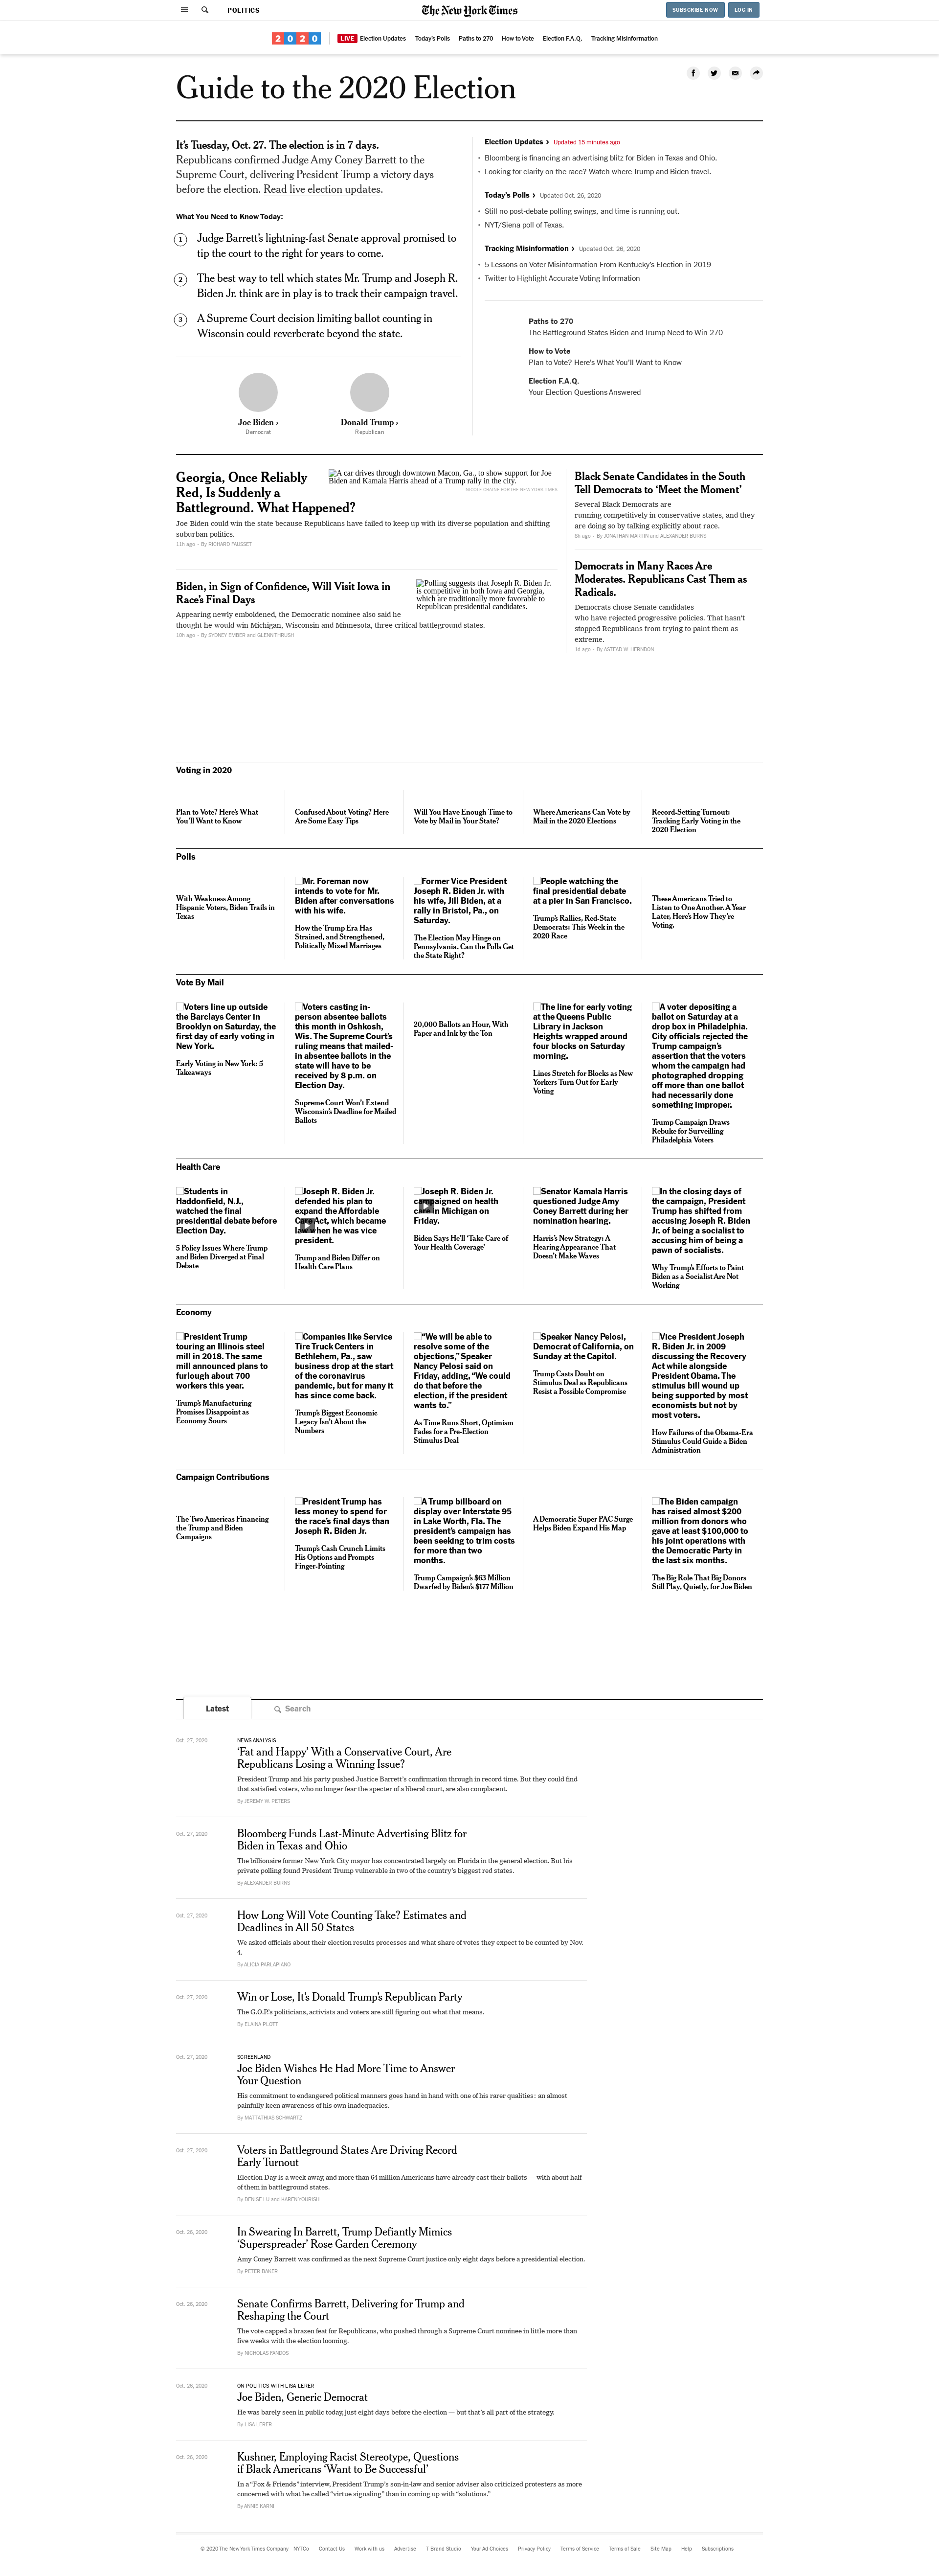 POLITICS
The New York Times
SUBSCRIBE NOW
LOG IN
2020
LIVE Election Updates
Today's Polls
Paths to 270
How to Vote
Election F.A.Q.
Tracking Misinformation
Guide to the 2020 Election
It's Tuesday, Oct. 27. The election is in 7 days.
Republicans confirmed Judge Amy Coney Barrett to the
Supreme Court, delivering President Trump a victory days
before the election. Read live election updates.
What You Need to Know Today:
1 Judge Barrett's lightning-fast Senate approval promised to
tip the court to the right for years to come.
2 The best way to tell which states Mr. Trump and Joseph R.
Biden Jr. think are in play is to track their campaign travel.
3 A Supreme Court decision limiting ballot counting in
Wisconsin could reverberate beyond the state.
Joe Biden ›
Democrat
Donald Trump ›
Republican
Election Updates › Updated 15 minutes ago
• Bloomberg is financing an advertising blitz for Biden in Texas and Ohio.
• Looking for clarity on the race? Watch where Trump and Biden travel.
Today's Polls › Updated Oct. 26, 2020
• Still no post-debate polling swings, and time is running out.
• NYT/Siena poll of Texas.
Tracking Misinformation › Updated Oct. 26, 2020
• 5 Lessons on Voter Misinformation From Kentucky's Election in 2019
• Twitter to Highlight Accurate Voting Information
Paths to 270
The Battleground States Biden and Trump Need to Win 270
How to Vote
Plan to Vote? Here's What You'll Want to Know
Election F.A.Q.
Your Election Questions Answered
Georgia, Once Reliably
Red, Is Suddenly a
Battleground. What Happened?
A car drives through downtown Macon, Ga., to show support for Joe
Biden and Kamala Harris ahead of a Trump rally in the city.
NICOLE CRAINE FOR THE NEW YORK TIMES
Joe Biden could win the state because Republicans have failed to keep up with its diverse population and shifting
suburban politics.
11h ago – By RICHARD FAUSSET
Biden, in Sign of Confidence, Will Visit Iowa in
Race's Final Days
Polling suggests that Joseph R. Biden Jr.
is competitive in both Iowa and Georgia,
which are traditionally more favorable to
Republican presidential candidates.
Appearing newly emboldened, the Democratic nominee also said he
thought he would win Michigan, Wisconsin and Minnesota, three critical battleground states.
10h ago – By SYDNEY EMBER and GLENN THRUSH
Black Senate Candidates in the South
Tell Democrats to 'Meet the Moment'
Several Black Democrats are
running competitively in conservative states, and they
are doing so by talking explicitly about race.
8h ago – By JONATHAN MARTIN and ALEXANDER BURNS
Democrats in Many Races Are
Moderates. Republicans Cast Them as
Radicals.
Democrats chose Senate candidates
who have rejected progressive policies. That hasn't
stopped Republicans from trying to paint them as
extreme.
1d ago – By ASTEAD W. HERNDON
Voting in 2020
Plan to Vote? Here's What
You'll Want to Know
Confused About Voting? Here
Are Some Easy Tips
Will You Have Enough Time to
Vote by Mail in Your State?
Where Americans Can Vote by
Mail in the 2020 Elections
Record-Setting Turnout:
Tracking Early Voting in the
2020 Election
Polls
With Weakness Among
Hispanic Voters, Biden Trails in
Texas
Mr. Foreman now
intends to vote for Mr.
Biden after conversations
with his wife.
How the Trump Era Has
Strained, and Strengthened,
Politically Mixed Marriages
Former Vice President
Joseph R. Biden Jr. with
his wife, Jill Biden, at a
rally in Bristol, Pa., on
Saturday.
The Election May Hinge on
Pennsylvania. Can the Polls Get
the State Right?
People watching the
final presidential debate
at a pier in San Francisco.
Trump's Rallies, Red-State
Democrats: This Week in the
2020 Race
These Americans Tried to
Listen to One Another. A Year
Later, Here's How They're
Voting.
Vote By Mail
Voters line up outside
the Barclays Center in
Brooklyn on Saturday, the
first day of early voting in
New York.
Early Voting in New York: 5
Takeaways
Voters casting in-
person absentee ballots
this month in Oshkosh,
Wis. The Supreme Court's
ruling means that mailed-
in absentee ballots in the
state will have to be
received by 8 p.m. on
Election Day.
Supreme Court Won't Extend
Wisconsin's Deadline for Mailed
Ballots
20,000 Ballots an Hour, With
Paper and Ink by the Ton
The line for early voting
at the Queens Public
Library in Jackson
Heights wrapped around
four blocks on Saturday
morning.
Lines Stretch for Blocks as New
Yorkers Turn Out for Early
Voting
A voter depositing a
ballot on Saturday at a
drop box in Philadelphia.
City officials rejected the
Trump campaign's
assertion that the voters
whom the campaign had
photographed dropping
off more than one ballot
had necessarily done
something improper.
Trump Campaign Draws
Rebuke for Surveilling
Philadelphia Voters
Health Care
Students in
Haddonfield, N.J.,
watched the final
presidential debate before
Election Day.
5 Policy Issues Where Trump
and Biden Diverged at Final
Debate
Joseph R. Biden Jr.
defended his plan to
expand the Affordable
Act, which became
when he was vice
president.
Trump and Biden Differ on
Health Care Plans
Joseph R. Biden Jr.
campaigned on health
in Michigan on
Friday.
Biden Says He'll 'Take Care of
Your Health Coverage'
Senator Kamala Harris
questioned Judge Amy
Coney Barrett during her
nomination hearing.
Harris's New Strategy: A
Hearing Appearance That
Doesn't Make Waves
In the closing days of
the campaign, President
Trump has shifted from
accusing Joseph R. Biden
Jr. of being a socialist to
accusing him of being a
pawn of socialists.
Why Trump's Efforts to Paint
Biden as a Socialist Are Not
Working
Economy
President Trump
touring an Illinois steel
mill in 2018. The same
mill announced plans to
furlough about 700
workers this year.
Trump's Manufacturing
Promises Disappoint as
Economy Sours
Companies like Service
Tire Truck Centers in
Bethlehem, Pa., saw
business drop at the start
of the coronavirus
pandemic, but for many it
has since come back.
Trump's Biggest Economic
Legacy Isn't About the
Numbers
"We will be able to
resolve some of the
objections," Speaker
Nancy Pelosi said on
Friday, adding, "We could
do that before the
election, if the president
wants to."
As Time Runs Short, Optimism
Fades for a Pre-Election
Stimulus Deal
Speaker Nancy Pelosi,
Democrat of California, on
Sunday at the Capitol.
Trump Casts Doubt on
Stimulus Deal as Republicans
Resist a Possible Compromise
Vice President Joseph
R. Biden Jr. in 2009
discussing the Recovery
Act while alongside
President Obama. The
stimulus bill wound up
being supported by most
economists but not by
most voters.
How Failures of the Obama-Era
Stimulus Could Guide a Biden
Administration
Campaign Contributions
The Two Americas Financing
the Trump and Biden
Campaigns
President Trump has
less money to spend for
the race's final days than
Joseph R. Biden Jr.
Trump's Cash Crunch Limits
His Options and Prompts
Finger-Pointing
A Trump billboard on
display over Interstate 95
in Lake Worth, Fla. The
president's campaign has
been seeking to trim costs
for more than two
months.
Trump Campaign's $63 Million
Dwarfed by Biden's $177 Million
A Democratic Super PAC Surge
Helps Biden Expand His Map
The Biden campaign
has raised almost $200
million from donors who
gave at least $100,000 to
his joint operations with
the Democratic Party in
the last six months.
The Big Role That Big Donors
Still Play, Quietly, for Joe Biden
Latest
Search
Oct. 27, 2020
NEWS ANALYSIS
'Fat and Happy' With a Conservative Court, Are
Republicans Losing a Winning Issue?
President Trump and his party pushed Justice Barrett's confirmation through in record time. But they could find
that satisfied voters, who no longer fear the specter of a liberal court, are also complacent.
By JEREMY W. PETERS
Oct. 27, 2020
Bloomberg Funds Last-Minute Advertising Blitz for
Biden in Texas and Ohio
The billionaire former New York City mayor has concentrated largely on Florida in the general election. But his
private polling found President Trump vulnerable in two of the country's biggest red states.
By ALEXANDER BURNS
Oct. 27, 2020
How Long Will Vote Counting Take? Estimates and
Deadlines in All 50 States
We asked officials about their election results processes and what share of votes they expect to be counted by Nov.
4.
By ALICIA PARLAPIANO
Oct. 27, 2020
Win or Lose, It's Donald Trump's Republican Party
The G.O.P.'s politicians, activists and voters are still figuring out what that means.
By ELAINA PLOTT
Oct. 27, 2020
SCREENLAND
Joe Biden Wishes He Had More Time to Answer
Your Question
His commitment to endangered political manners goes hand in hand with one of his rarer qualities: an almost
painfully keen awareness of his own inadequacies.
By MATTATHIAS SCHWARTZ
Oct. 27, 2020
Voters in Battleground States Are Driving Record
Early Turnout
Election Day is a week away, and more than 64 million Americans have already cast their ballots — with about half
of them in battleground states.
By DENISE LU and KAREN YOURISH
Oct. 26, 2020
In Swearing In Barrett, Trump Defiantly Mimics
'Superspreader' Rose Garden Ceremony
Amy Coney Barrett was confirmed as the next Supreme Court justice only eight days before a presidential election.
By PETER BAKER
Oct. 26, 2020
Senate Confirms Barrett, Delivering for Trump and
Reshaping the Court
The vote capped a brazen feat for Republicans, who pushed through a Supreme Court nominee in little more than
five weeks with the election looming.
By NICHOLAS FANDOS
Oct. 26, 2020
ON POLITICS WITH LISA LERER
Joe Biden, Generic Democrat
He was barely seen in public today, just eight days before the election — but that's all part of the strategy.
By LISA LERER
Oct. 26, 2020
Kushner, Employing Racist Stereotype, Questions
if Black Americans 'Want to Be Successful'
In a "Fox & Friends" interview, President Trump's son-in-law and senior adviser also criticized protesters as more
concerned with what he called "virtue signaling" than in coming up with "solutions."
By ANNIE KARNI
© 2020 The New York Times Company
NYTCo
Contact Us
Work with us
Advertise
T Brand Studio
Your Ad Choices
Privacy Policy
Terms of Service
Terms of Sale
Site Map
Help
Subscriptions